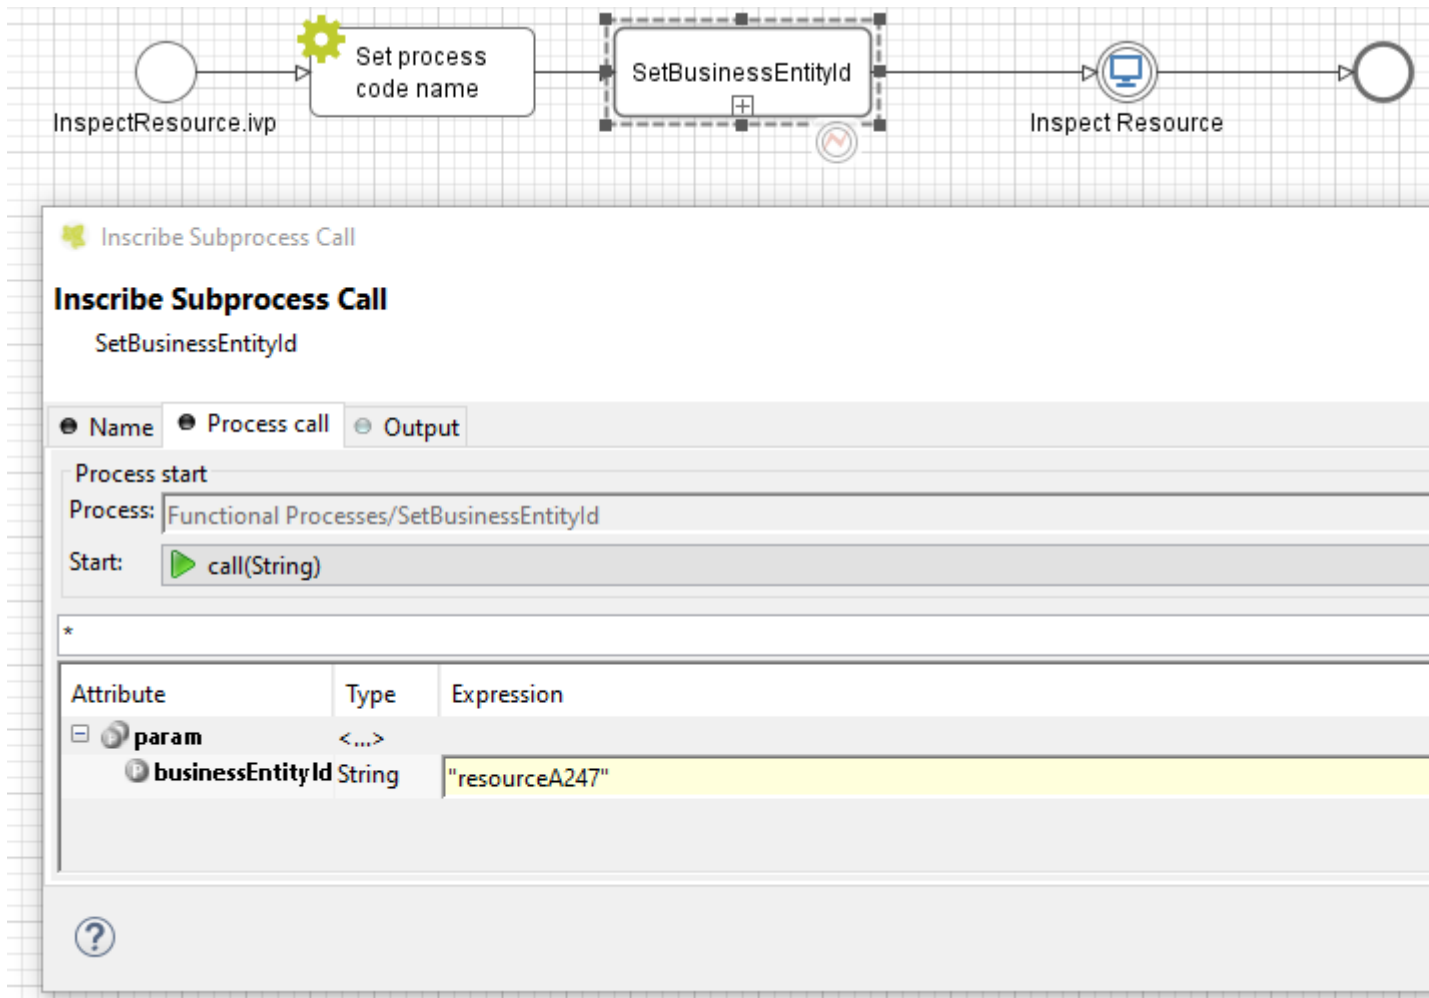 Set process
code name
SetBusinessEntityId
InspectResource.ivp
Inspect Resource
Inscribe Subprocess Call
Inscribe Subprocess Call
SetBusinessEntityId
Name
Process call
Output
Process start
Process: Functional Processes/SetBusinessEntityId
Start: call(String)
*
Attribute Type Expression
param <...>
businessEntityId String "resourceA247"
?